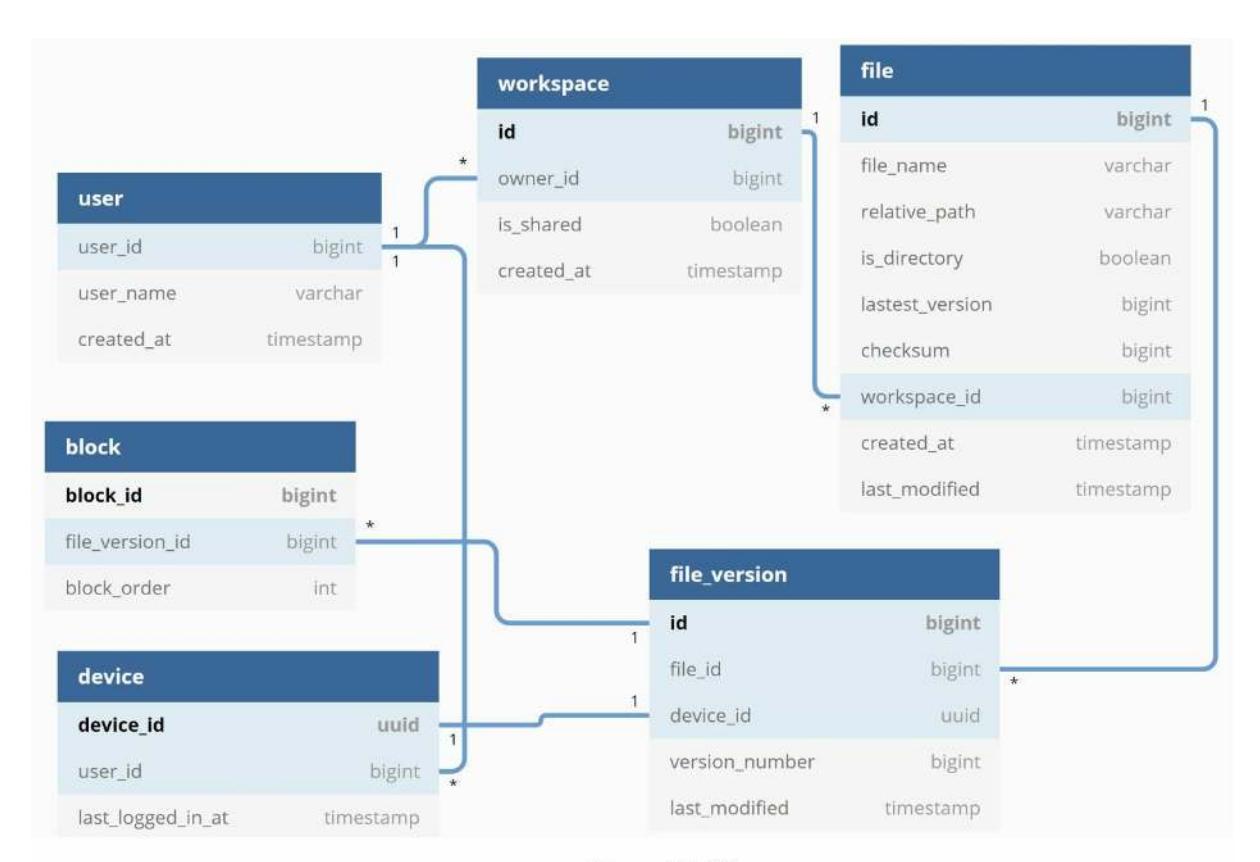 user
user_id bigint
user_name varchar
created_at timestamp
1
1
*
workspace
id bigint
owner_id bigint
is_shared boolean
created_at timestamp
1
*
file
id bigint
file_name varchar
relative_path varchar
is_directory boolean
lastest_version bigint
checksum bigint
workspace_id bigint
created_at timestamp
last_modified timestamp
1
*
block
block_id bigint
file_version_id bigint
block_order int
*
1
device
device_id uuid
user_id bigint
last_logged_in_at timestamp
1
*
file_version
id bigint
file_id bigint
device_id uuid
version_number bigint
last_modified timestamp
1